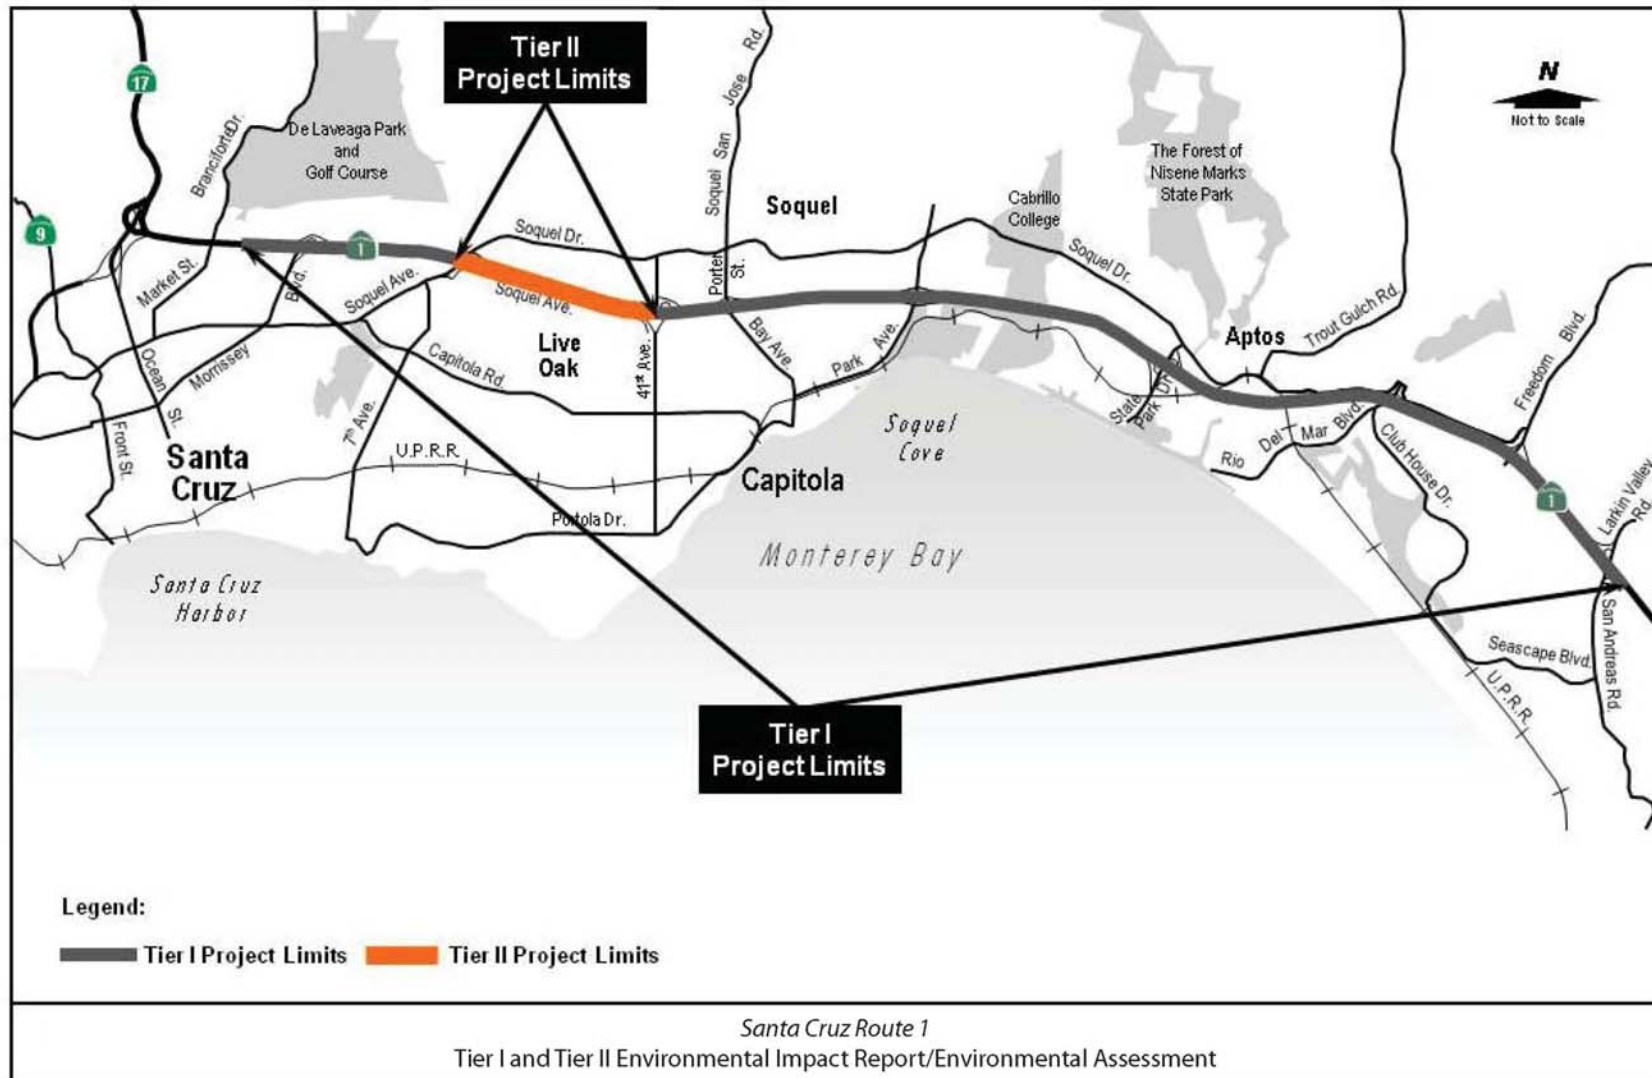 Tier II
Project Limits
N
Not to Scale
17
9
1
1
Branciforte Dr.
De Laveaga Park
and
Golf Course
Soquel San Jose Rd.
Soquel
Cabrillo
College
The Forest of
Nisene Marks
State Park
Soquel Dr.
Soquel Dr.
Porter
St.
Market St.
Blvd.
Soquel Ave.
Soquel Ave.
Live
Oak
41st Ave.
Bay Ave.
Park Ave.
Aptos
Trout Gulch Rd.
Freedom Blvd.
State
Park Dr.
Ocean St.
Morrissey
Capitola Rd.
7th Ave.
Front St.
Santa
Cruz
U.P.R.R.
Capitola
Soquel
Cove
Rio Del Mar Blvd.
Club House Dr.
Larkin Valley
Rd.
Portola Dr.
Monterey Bay
Santa Cruz
Harbor
San Andreas Rd.
Seascape Blvd.
U.P.R.R.
Tier I
Project Limits
Legend:
Tier I Project Limits
Tier II Project Limits
Santa Cruz Route 1
Tier I and Tier II Environmental Impact Report/Environmental Assessment